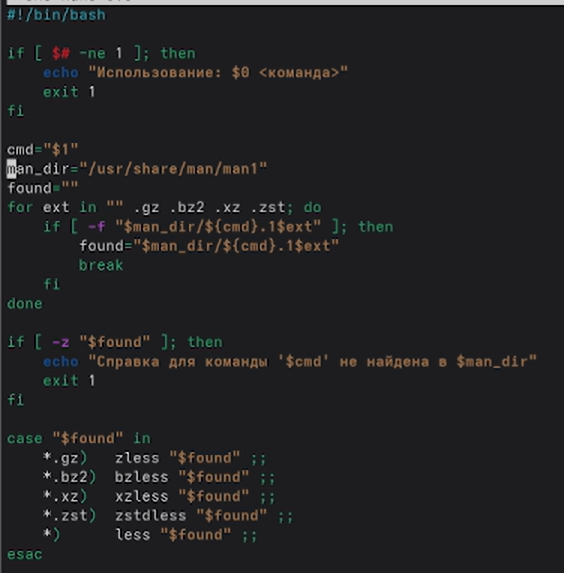 #!/bin/bash
if [ $# -ne 1 ]; then
    echo "Использование: $0 <команда>"
    exit 1
fi
cmd="$1"
man_dir="/usr/share/man/man1"
found=""
for ext in "" .gz .bz2 .xz .zst; do
    if [ -f "$man_dir/${cmd}.1$ext" ]; then
        found="$man_dir/${cmd}.1$ext"
        break
    fi
done
if [ -z "$found" ]; then
    echo "Справка для команды '$cmd' не найдена в $man_dir"
    exit 1
fi
case "$found" in
    *.gz)   zless "$found" ;;
    *.bz2)  bzless "$found" ;;
    *.xz)   xzless "$found" ;;
    *.zst)  zstdless "$found" ;;
    *)      less "$found" ;;
esac